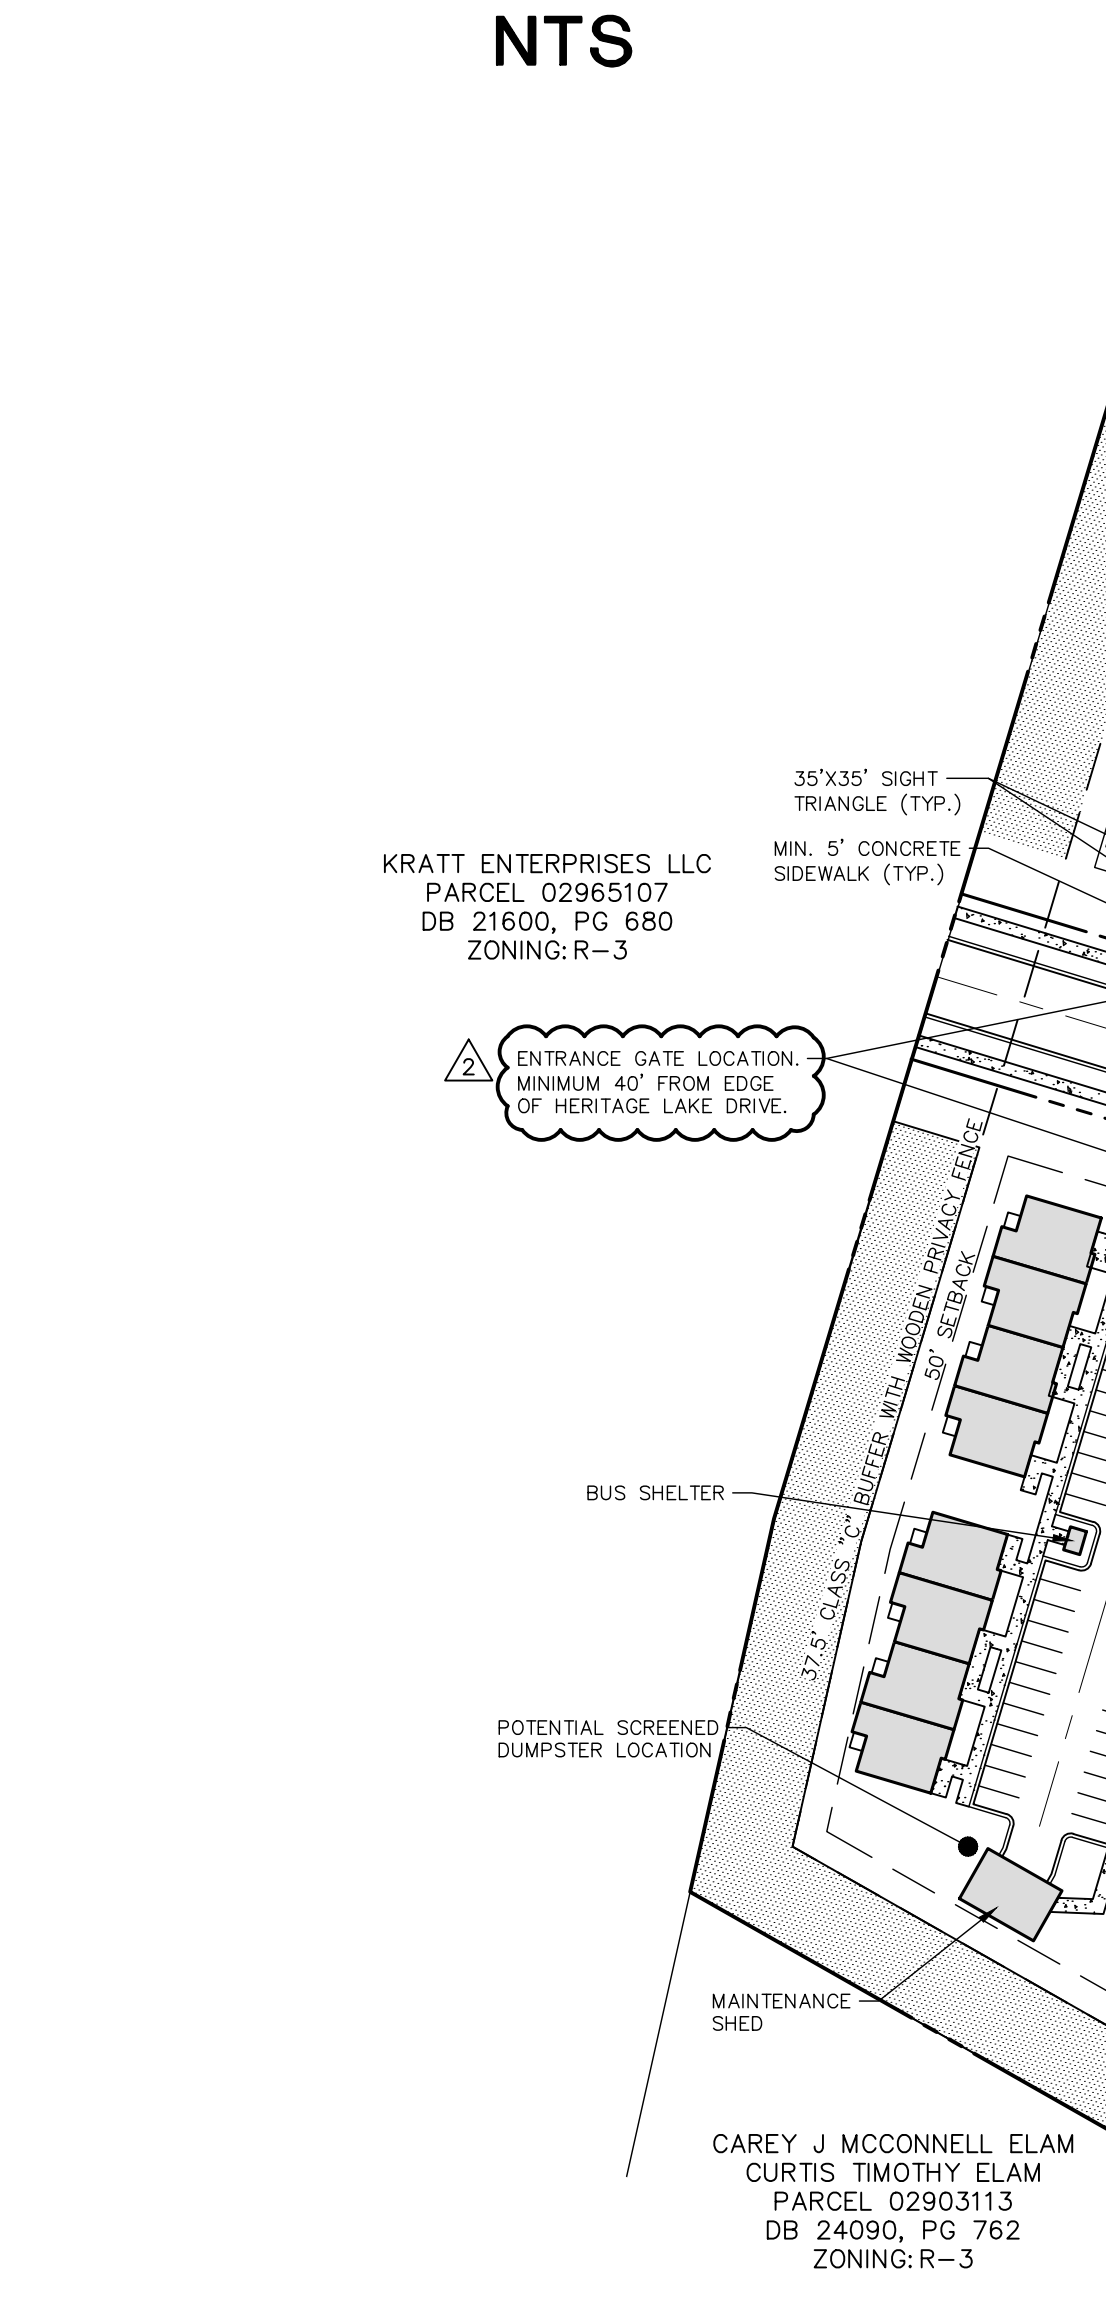 NTS
35'X35' SIGHT
TRIANGLE (TYP.)
MIN. 5' CONCRETE
SIDEWALK (TYP.)
KRATT ENTERPRISES LLC
PARCEL 02965107
DB 21600, PG 680
ZONING: R-3
2
ENTRANCE GATE LOCATION.
MINIMUM 40' FROM EDGE
OF HERITAGE LAKE DRIVE.
37.5' CLASS "C" BUFFER WITH WOODEN PRIVACY FENCE
50' SETBACK
BUS SHELTER
POTENTIAL SCREENED
DUMPSTER LOCATION
MAINTENANCE
SHED
CAREY J MCCONNELL ELAM
CURTIS TIMOTHY ELAM
PARCEL 02903113
DB 24090, PG 762
ZONING: R-3